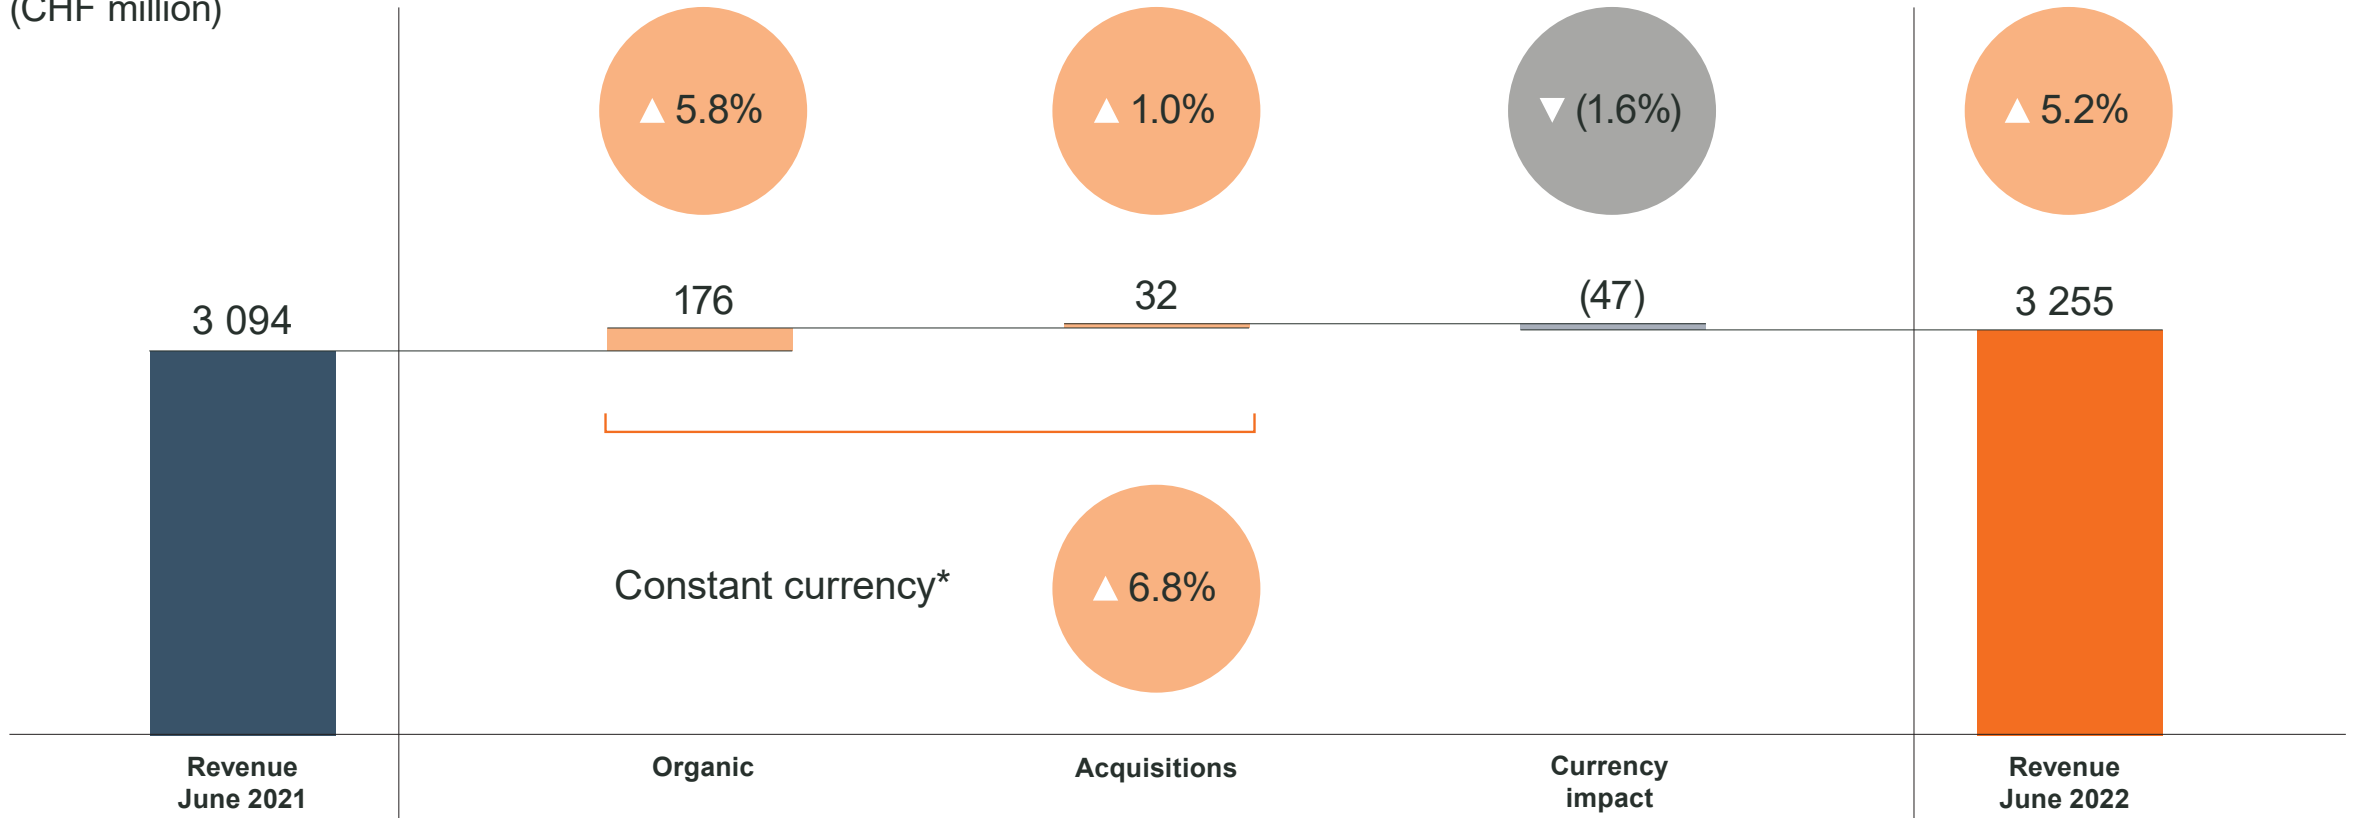 (CHF million)
▲ 5.8%
▲ 1.0%
▼ (1.6%)
▲ 5.2%
3 094
176
32
(47)
3 255
Constant currency*
▲ 6.8%
Revenue
June 2021
Organic
Acquisitions
Currency
impact
Revenue
June 2022